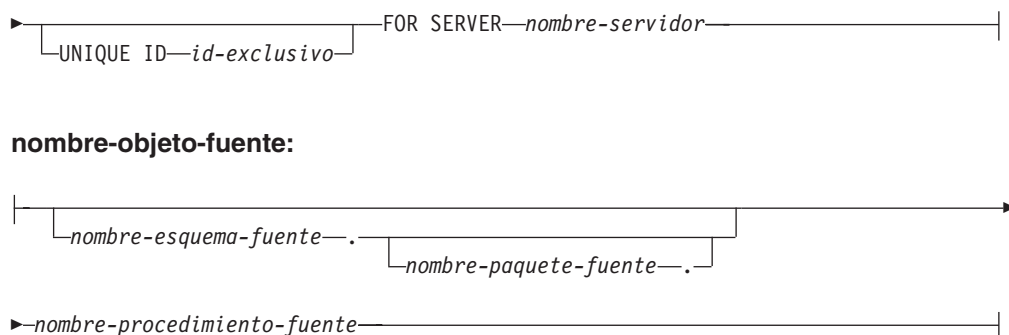 FOR SERVER nombre-servidor
UNIQUE ID id-exclusivo
nombre-objeto-fuente:
nombre-esquema-fuente .
nombre-paquete-fuente .
nombre-procedimiento-fuente